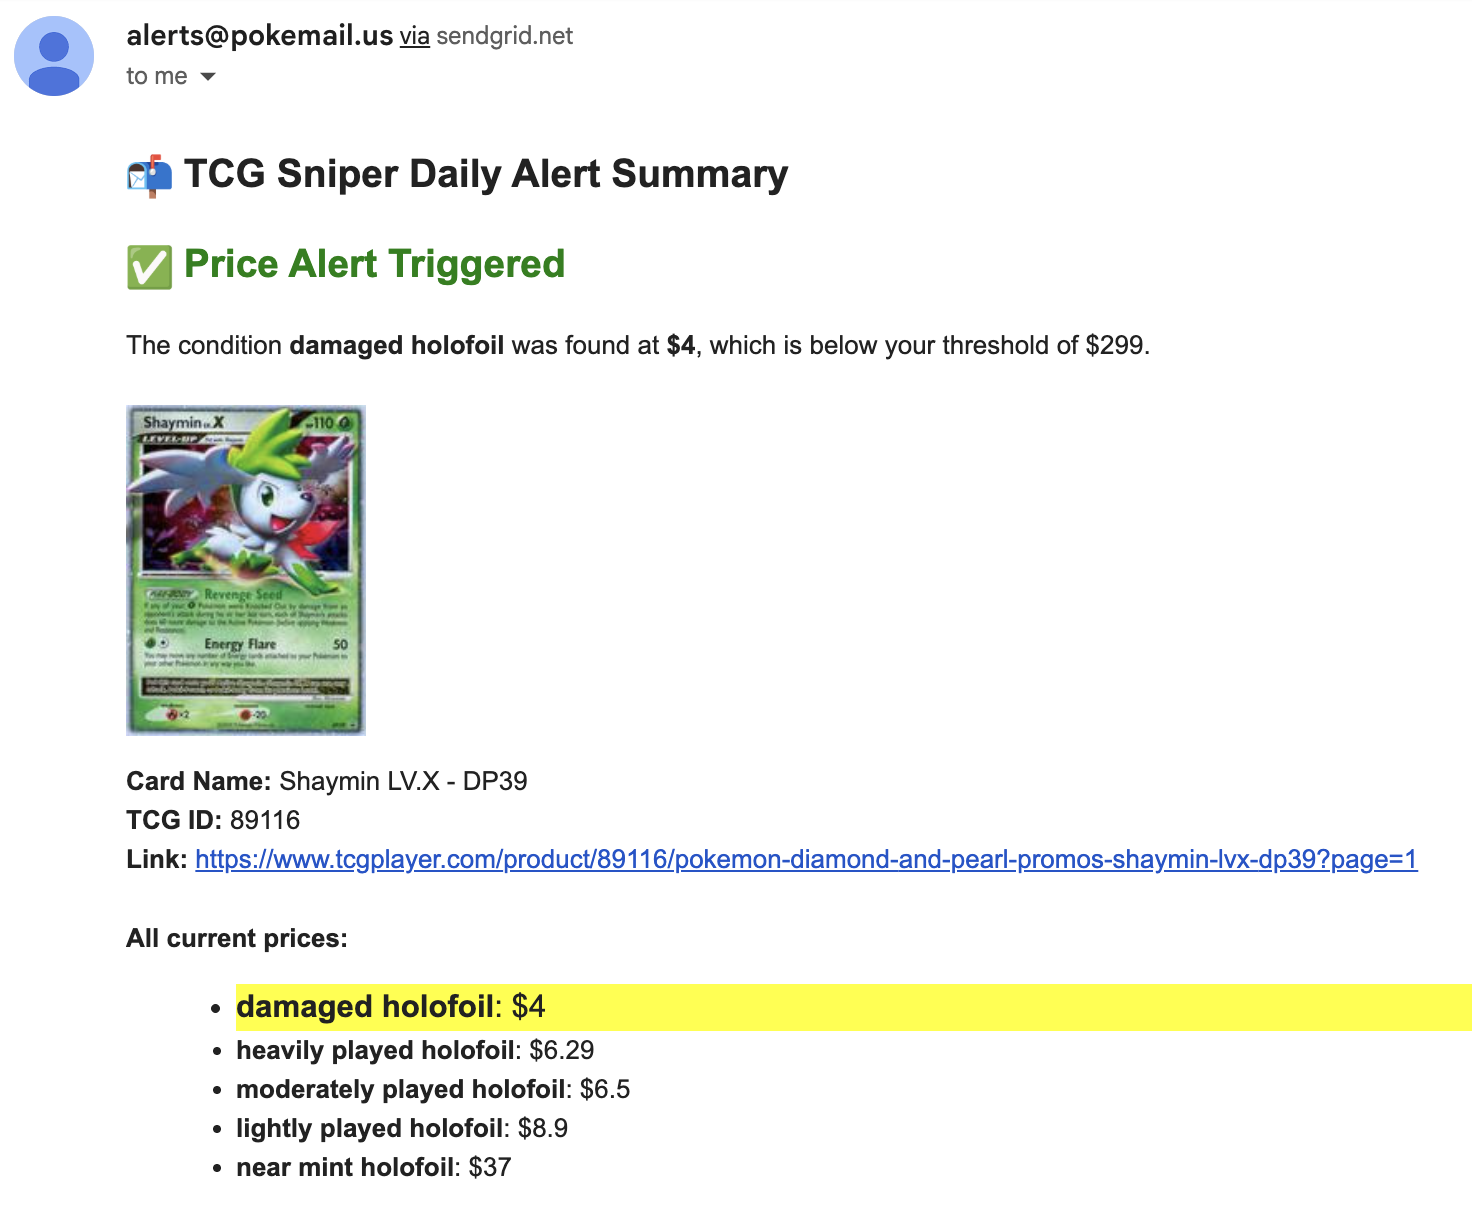 alerts@pokemail.us via sendgrid.net
to me
TCG Sniper Daily Alert Summary
Price Alert Triggered
The condition damaged holofoil was found at $4, which is below your threshold of $299.
Shaymin LV.X 110
LEVEL-UP
Revenge Seed
Energy Flare 50
×2
-20
Card Name: Shaymin LV.X - DP39
TCG ID: 89116
Link: https://www.tcgplayer.com/product/89116/pokemon-diamond-and-pearl-promos-shaymin-lvx-dp39?page=1
All current prices:
damaged holofoil: $4
heavily played holofoil: $6.29
moderately played holofoil: $6.5
lightly played holofoil: $8.9
near mint holofoil: $37